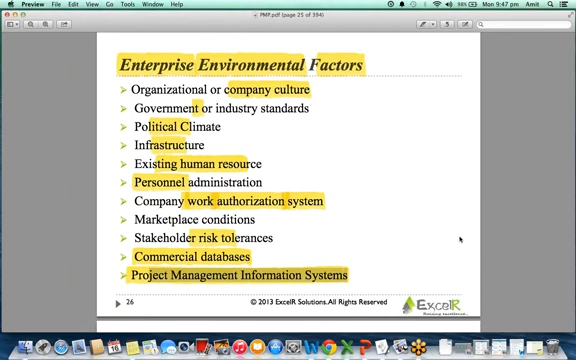 Preview File Edit View Go Tools Window Help
98% Mon 9:47 pm Amit
PMP.pdf (page 25 of 394)
Enterprise Environmental Factors
Organizational or company culture
Government or industry standards
Political Climate
Infrastructure
Existing human resource
Personnel administration
Company work authorization system
Marketplace conditions
Stakeholder risk tolerances
Commercial databases
Project Management Information Systems
26 © 2013 ExcelR Solutions.All Rights Reserved ExcelR